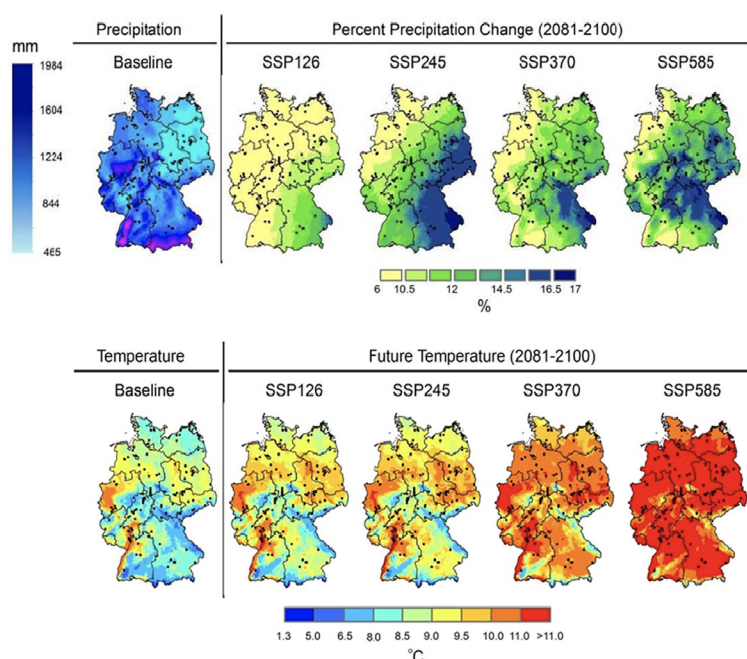 Precipitation Percent Precipitation Change (2081-2100)
mm
Baseline SSP126 SSP245 SSP370 SSP585
1984
1604
1224
844
465
6 10.5 12 14.5 16.5 17
%
Temperature Future Temperature (2081-2100)
Baseline SSP126 SSP245 SSP370 SSP585
1.3 5.0 6.5 8.0 8.5 9.0 9.5 10.0 11.0 >11.0
°C